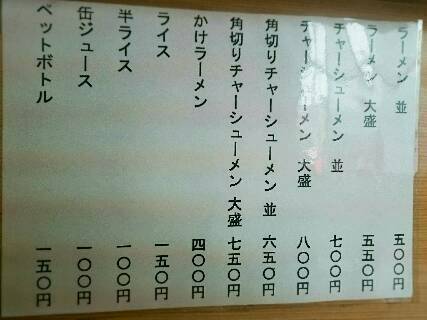 ラーメン 並 五〇〇円
ラーメン 大盛 五五〇円
チャーシューメン 並 七〇〇円
チャーシューメン 大盛 八〇〇円
角切りチャーシューメン 並 六五〇円
角切りチャーシューメン 大盛 七五〇円
かけラーメン 四〇〇円
ライス 一五〇円
半ライス 一〇〇円
缶ジュース 一〇〇円
ペットボトル 一五〇円